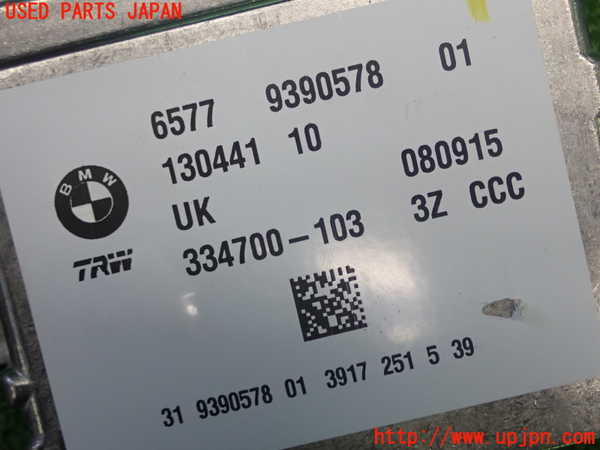 USED PARTS JAPAN
6577 9390578 01
130441 10
UK 080915
334700-103 3Z CCC
BMW
TRW
31 9390578 01 3917 251 5 39
http://www.upjpn.com/